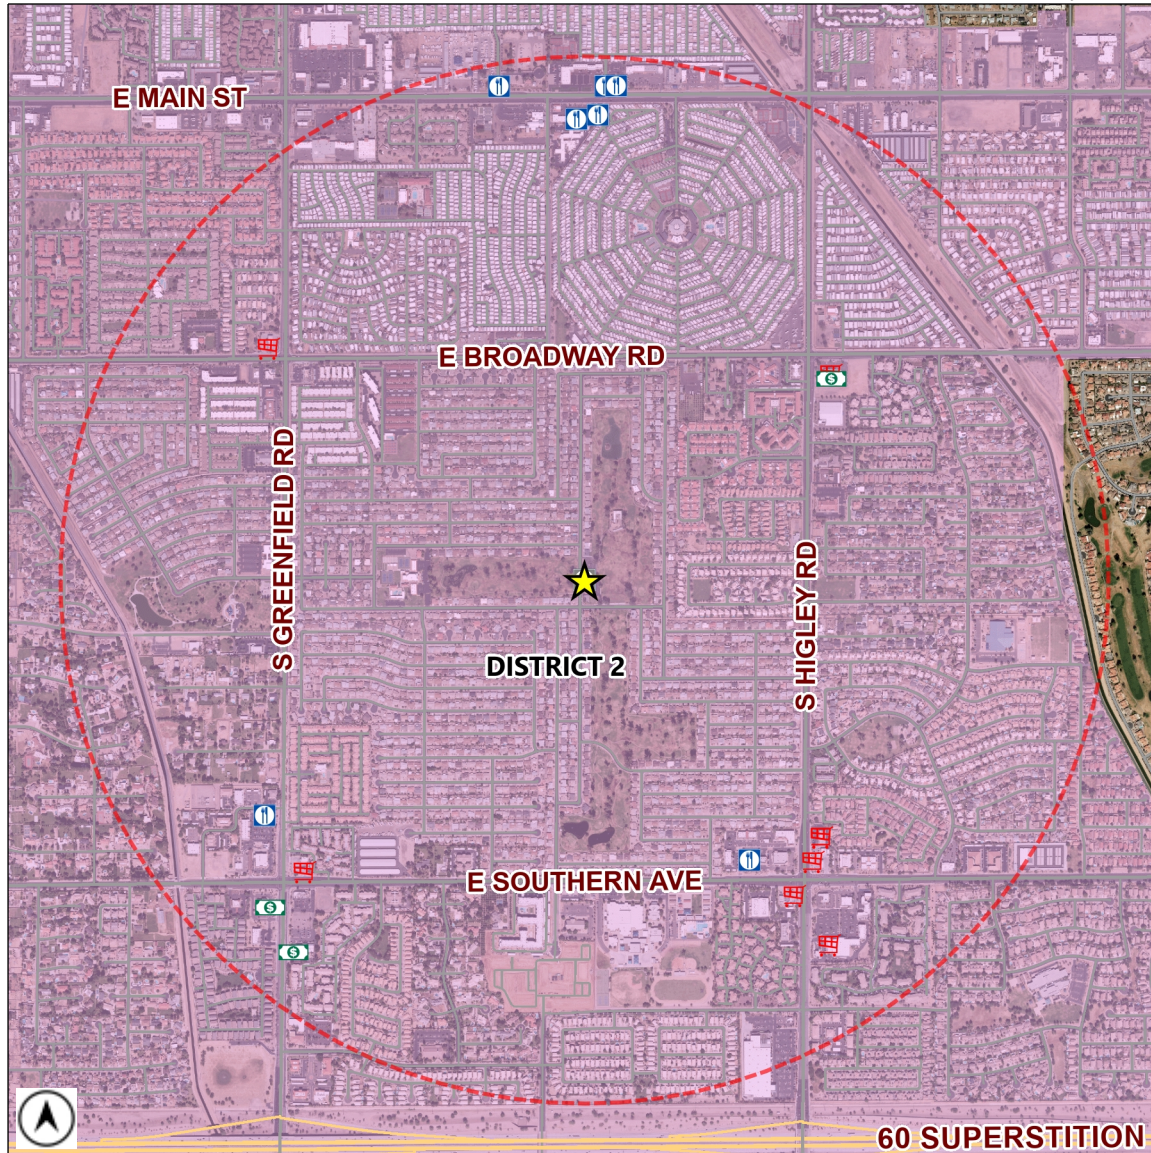 E MAIN ST
E BROADWAY RD
S GREENFIELD RD
S HIGLEY RD
DISTRICT 2
E SOUTHERN AVE
$
$
$
60 SUPERSTITION